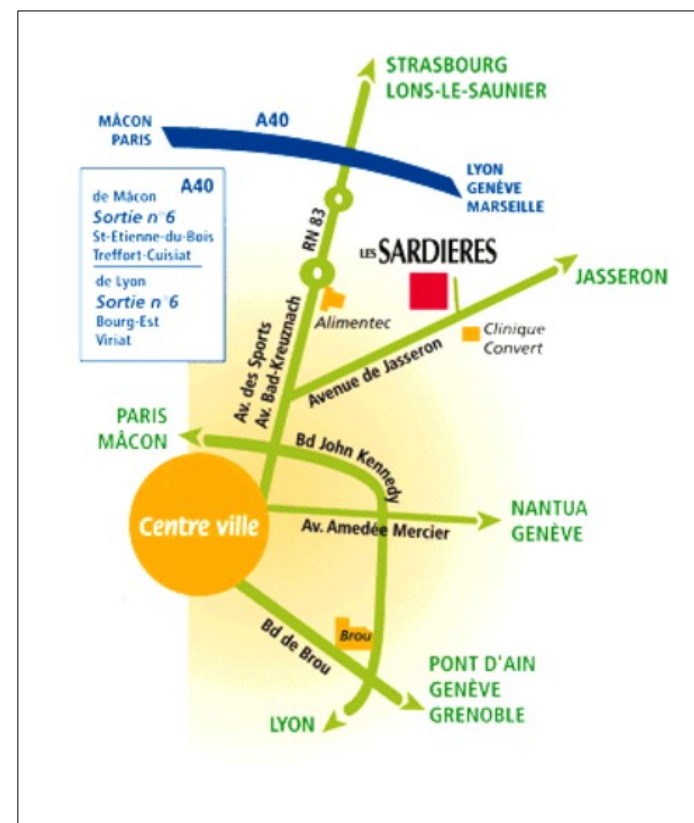 STRASBOURG
LONS-LE-SAUNIER
A40
MÂCON
PARIS
LYON
GENÈVE
MARSEILLE
A40
de Mâcon
Sortie n°6
St-Etienne-du-Bois
Treffort-Cuisiat
de Lyon
Sortie n°6
Bourg-Est
Viriat
RN 83
LES SARDIERES
JASSERON
Alimentec
Clinique
Convert
Av. des Sports
Av. Bad-Kreuznach
Avenue de Jasseron
PARIS
MÂCON
Bd John Kennedy
Centre ville
Av. Amedée Mercier
NANTUA
GENÈVE
Bd de Brou
Brou
PONT D'AIN
GENÈVE
GRENOBLE
LYON